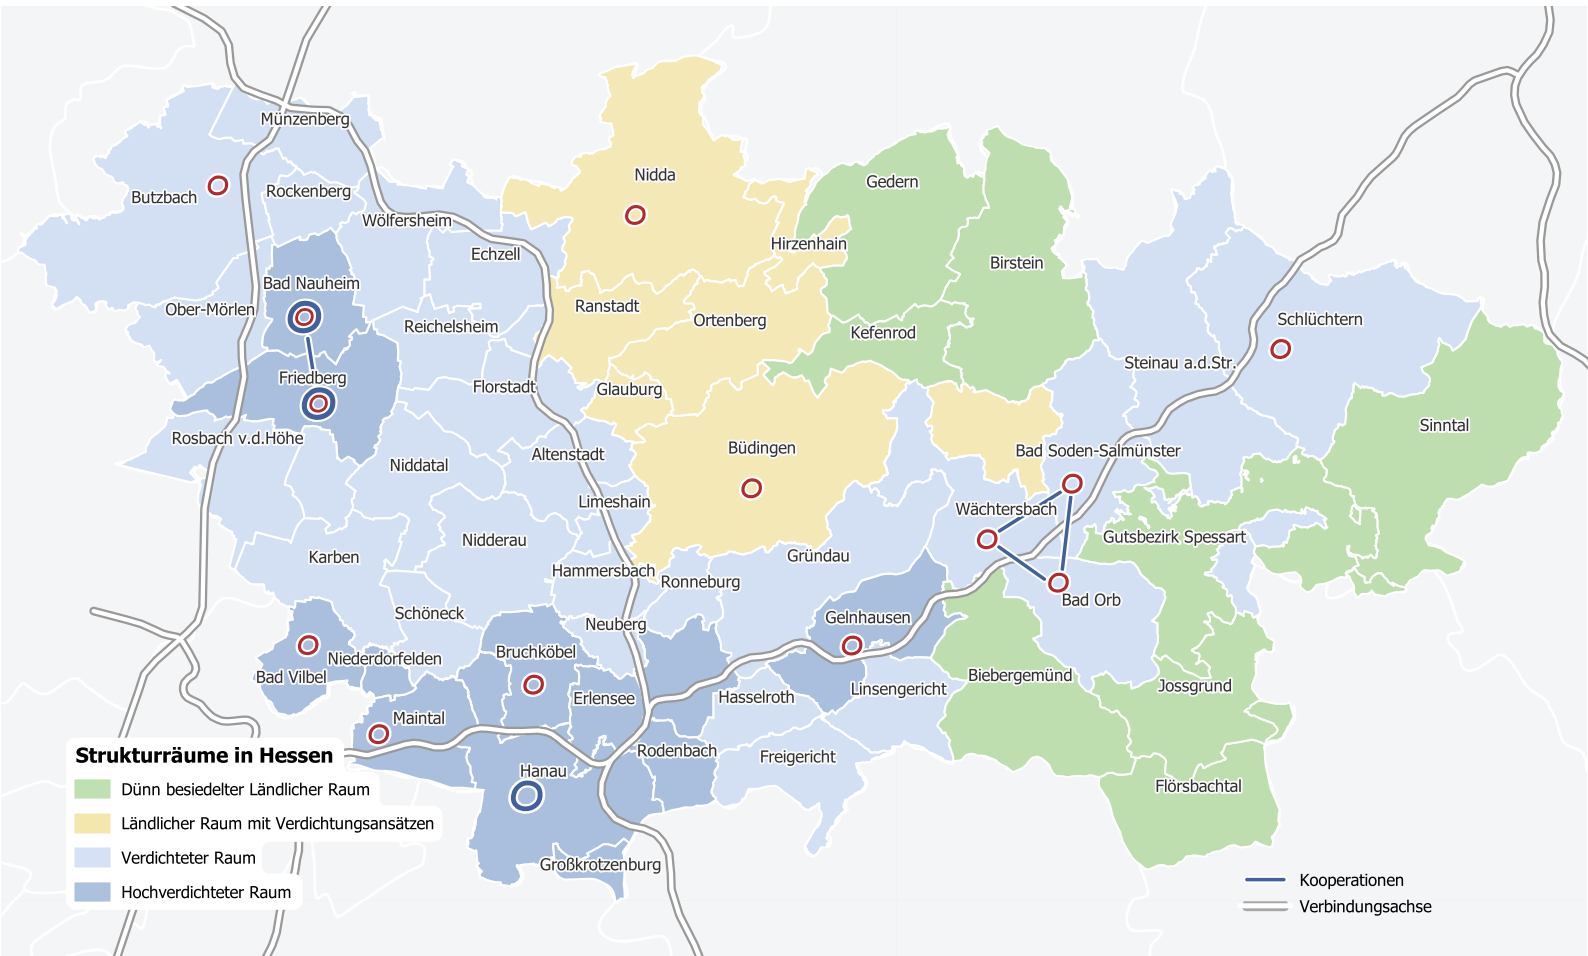 Münzenberg
Nidda
Gedern
Butzbach
Rockenberg
Wölfersheim
Hirzenhain
Echzell
Birstein
Bad Nauheim
Ober-Mörlen
Ranstadt
Ortenberg
Schlüchtern
Reichelsheim
Kefenrod
Steinau a.d.Str.
Friedberg
Florstadt
Glauburg
Sinntal
Rosbach v.d.Höhe
Büdingen
Bad Soden-Salmünster
Altenstadt
Niddatal
Limeshain
Wächtersbach
Gutsbezirk Spessart
Nidderau
Karben
Gründau
Hammersbach
Ronneburg
Bad Orb
Schöneck
Gelnhausen
Neuberg
Bruchköbel
Niederdorfelden
Bad Vilbel
Biebergemünd
Jossgrund
Linsengericht
Erlensee
Hasselroth
Maintal
Rodenbach
Freigericht
Hanau
Flörsbachtal
Großkrotzenburg
Strukturräume in Hessen
Dünn besiedelter Ländlicher Raum
Ländlicher Raum mit Verdichtungsansätzen
Verdichteter Raum
Hochverdichteter Raum
Kooperationen
Verbindungsachse